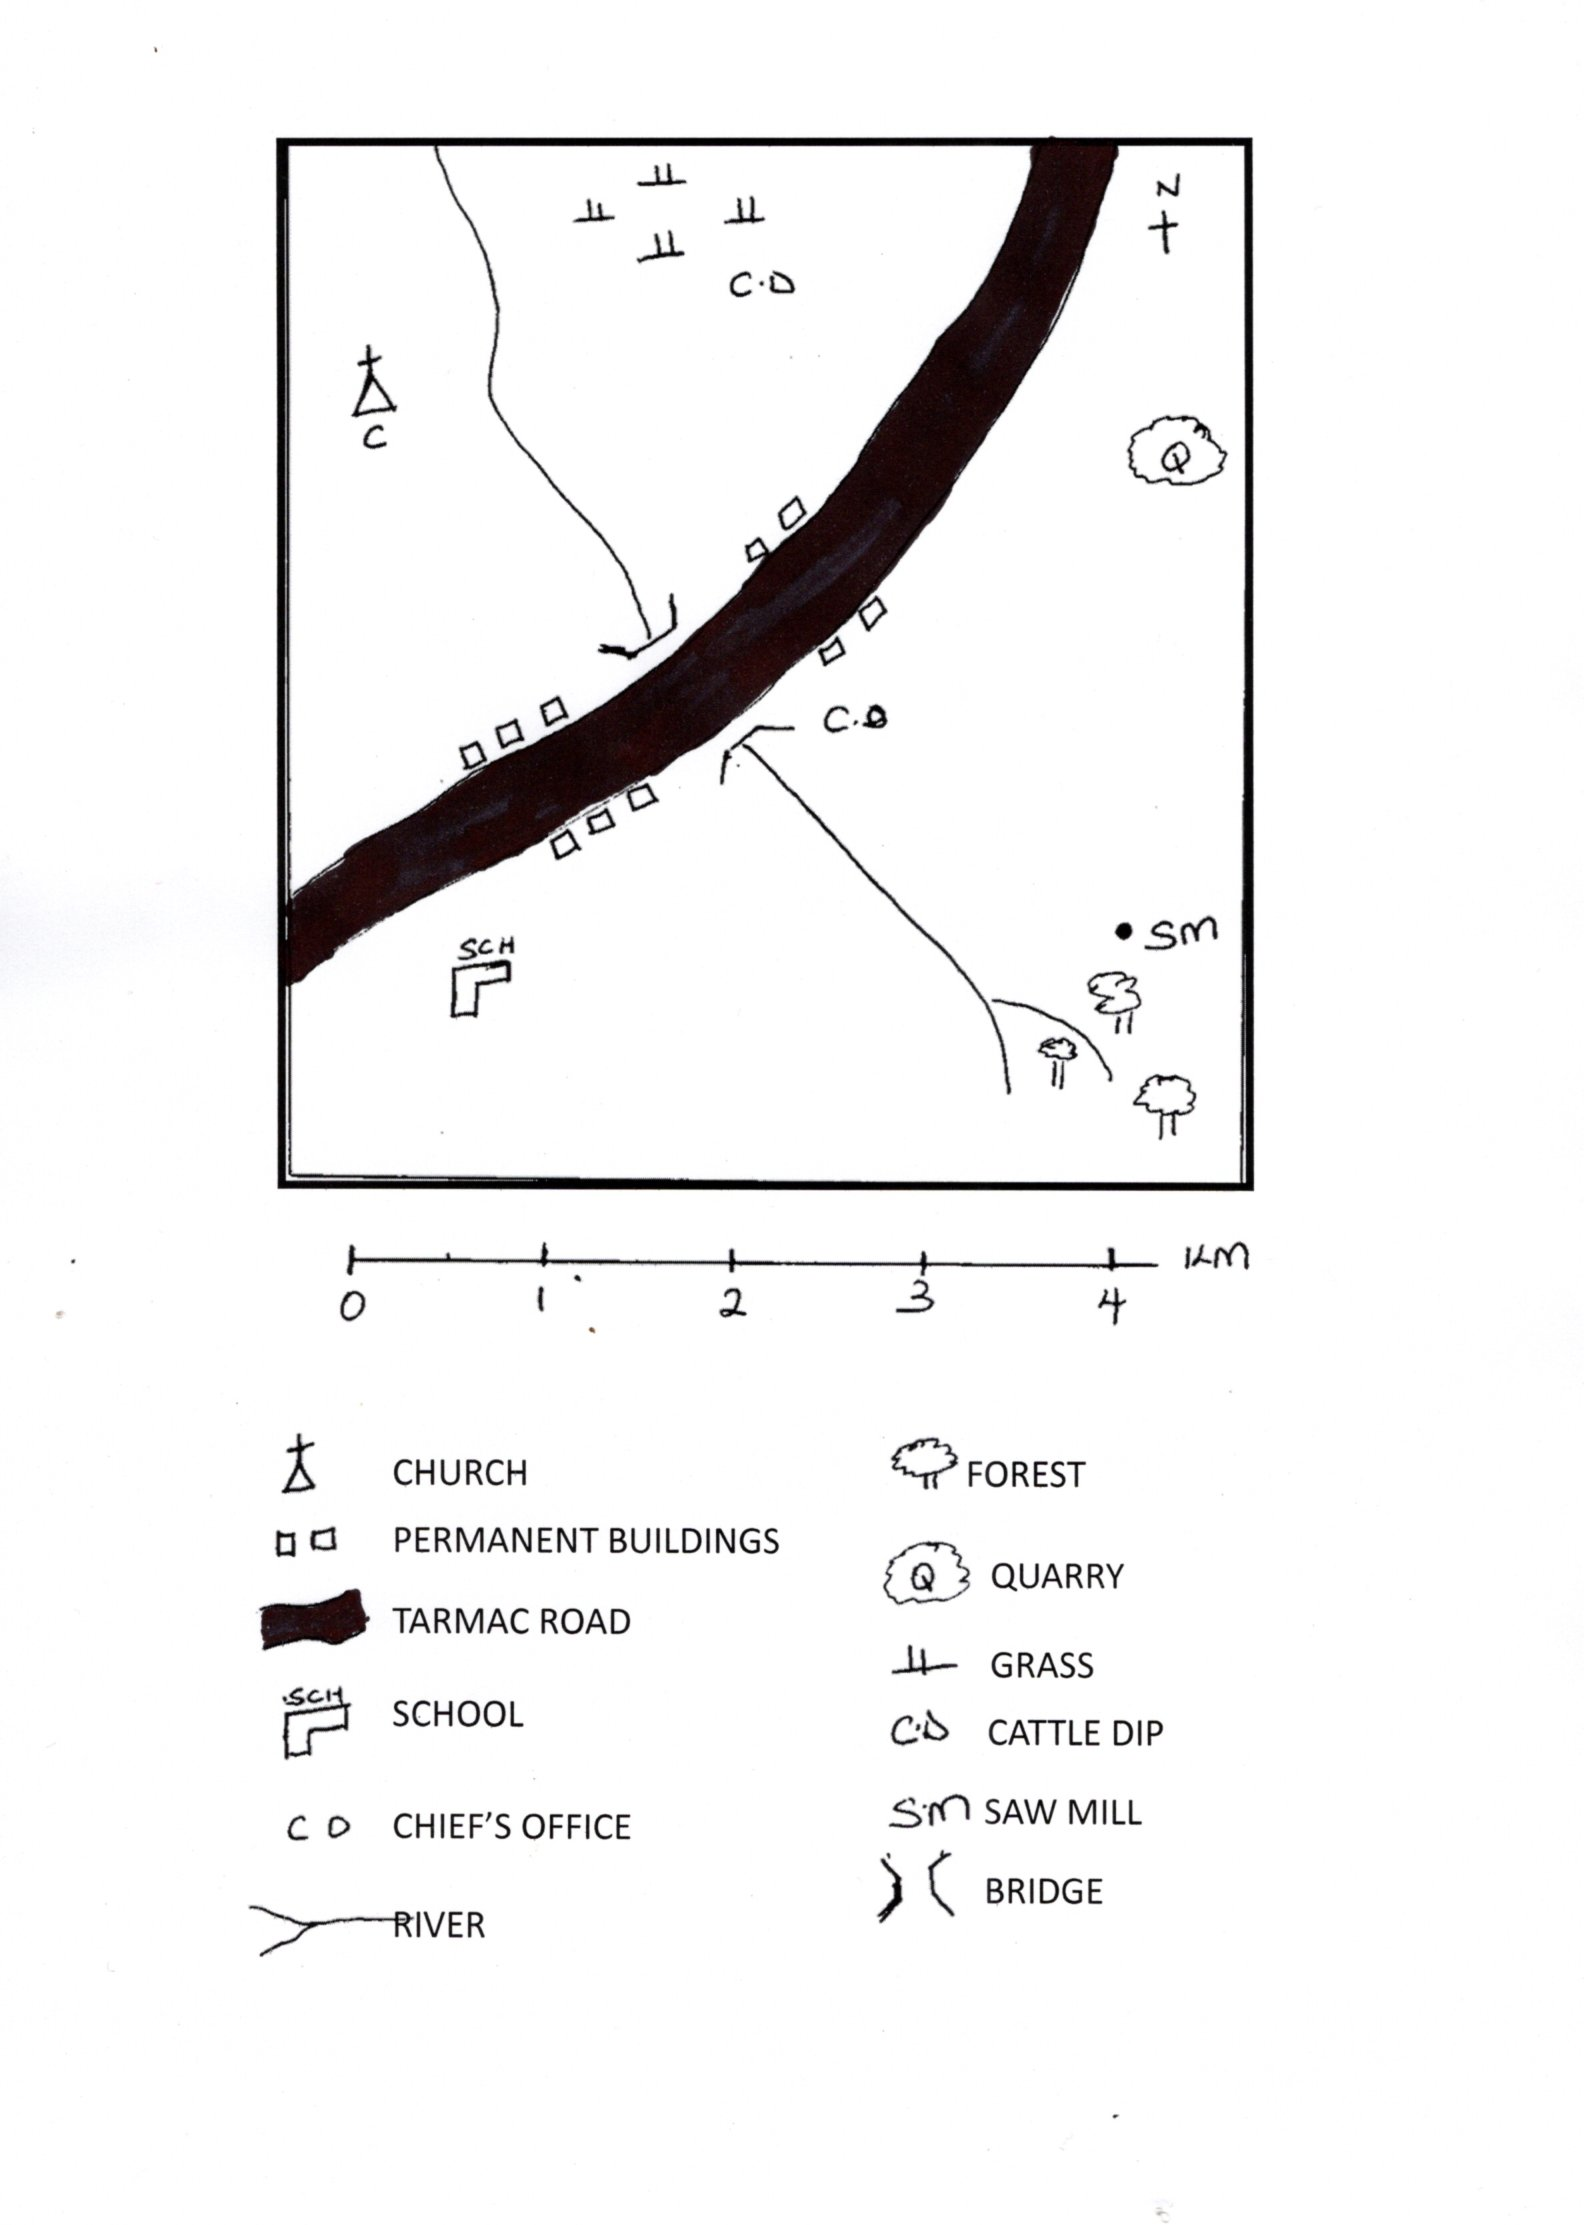 N
C.D
C
Q
C.O
SCH
SM
KM
0 1 2 3 4
CHURCH
PERMANENT BUILDINGS
TARMAC ROAD
SCH SCHOOL
C O CHIEF'S OFFICE
RIVER
FOREST
Q QUARRY
GRASS
C.D CATTLE DIP
S.M SAW MILL
BRIDGE